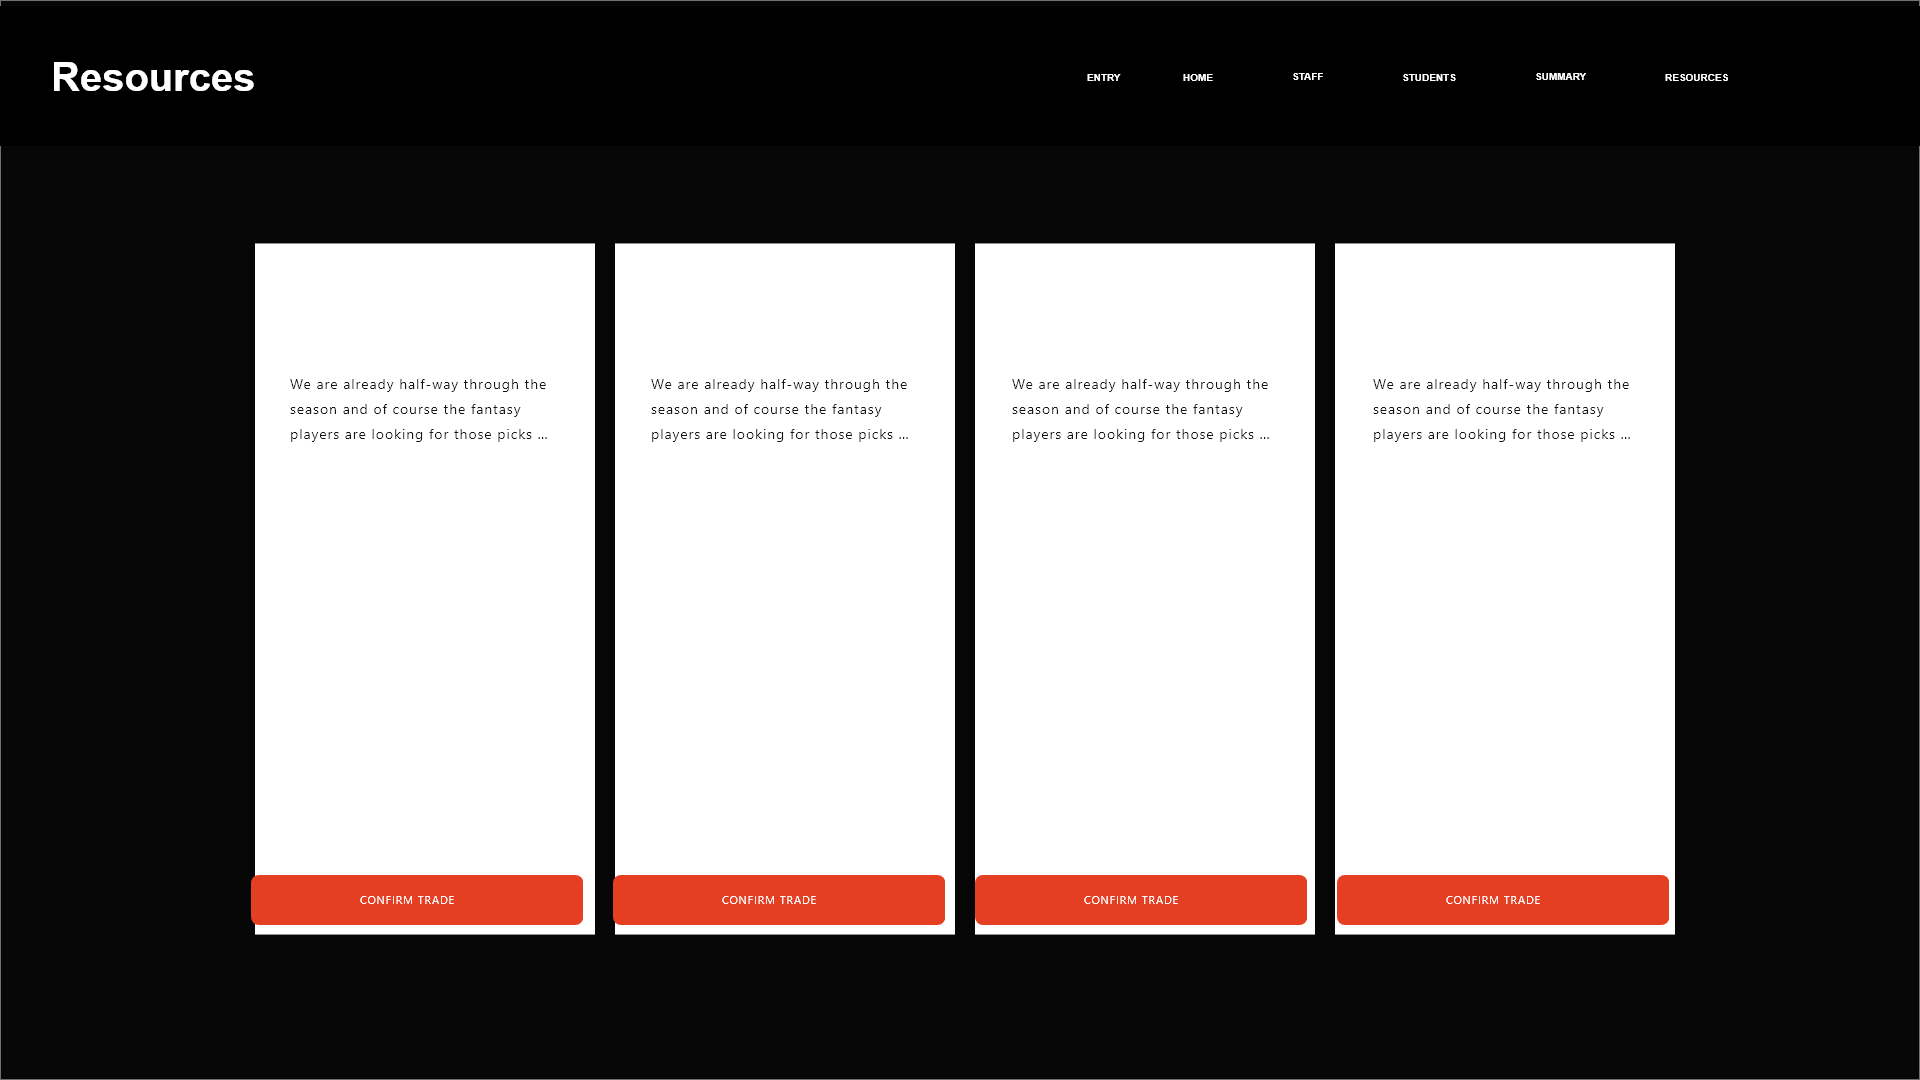 Resources
ENTRY HOME STAFF STUDENTS SUMMARY RESOURCES
We are already half-way through the
season and of course the fantasy
players are looking for those picks ...
We are already half-way through the
season and of course the fantasy
players are looking for those picks ...
We are already half-way through the
season and of course the fantasy
players are looking for those picks ...
We are already half-way through the
season and of course the fantasy
players are looking for those picks ...
CONFIRM TRADE
CONFIRM TRADE
CONFIRM TRADE
CONFIRM TRADE